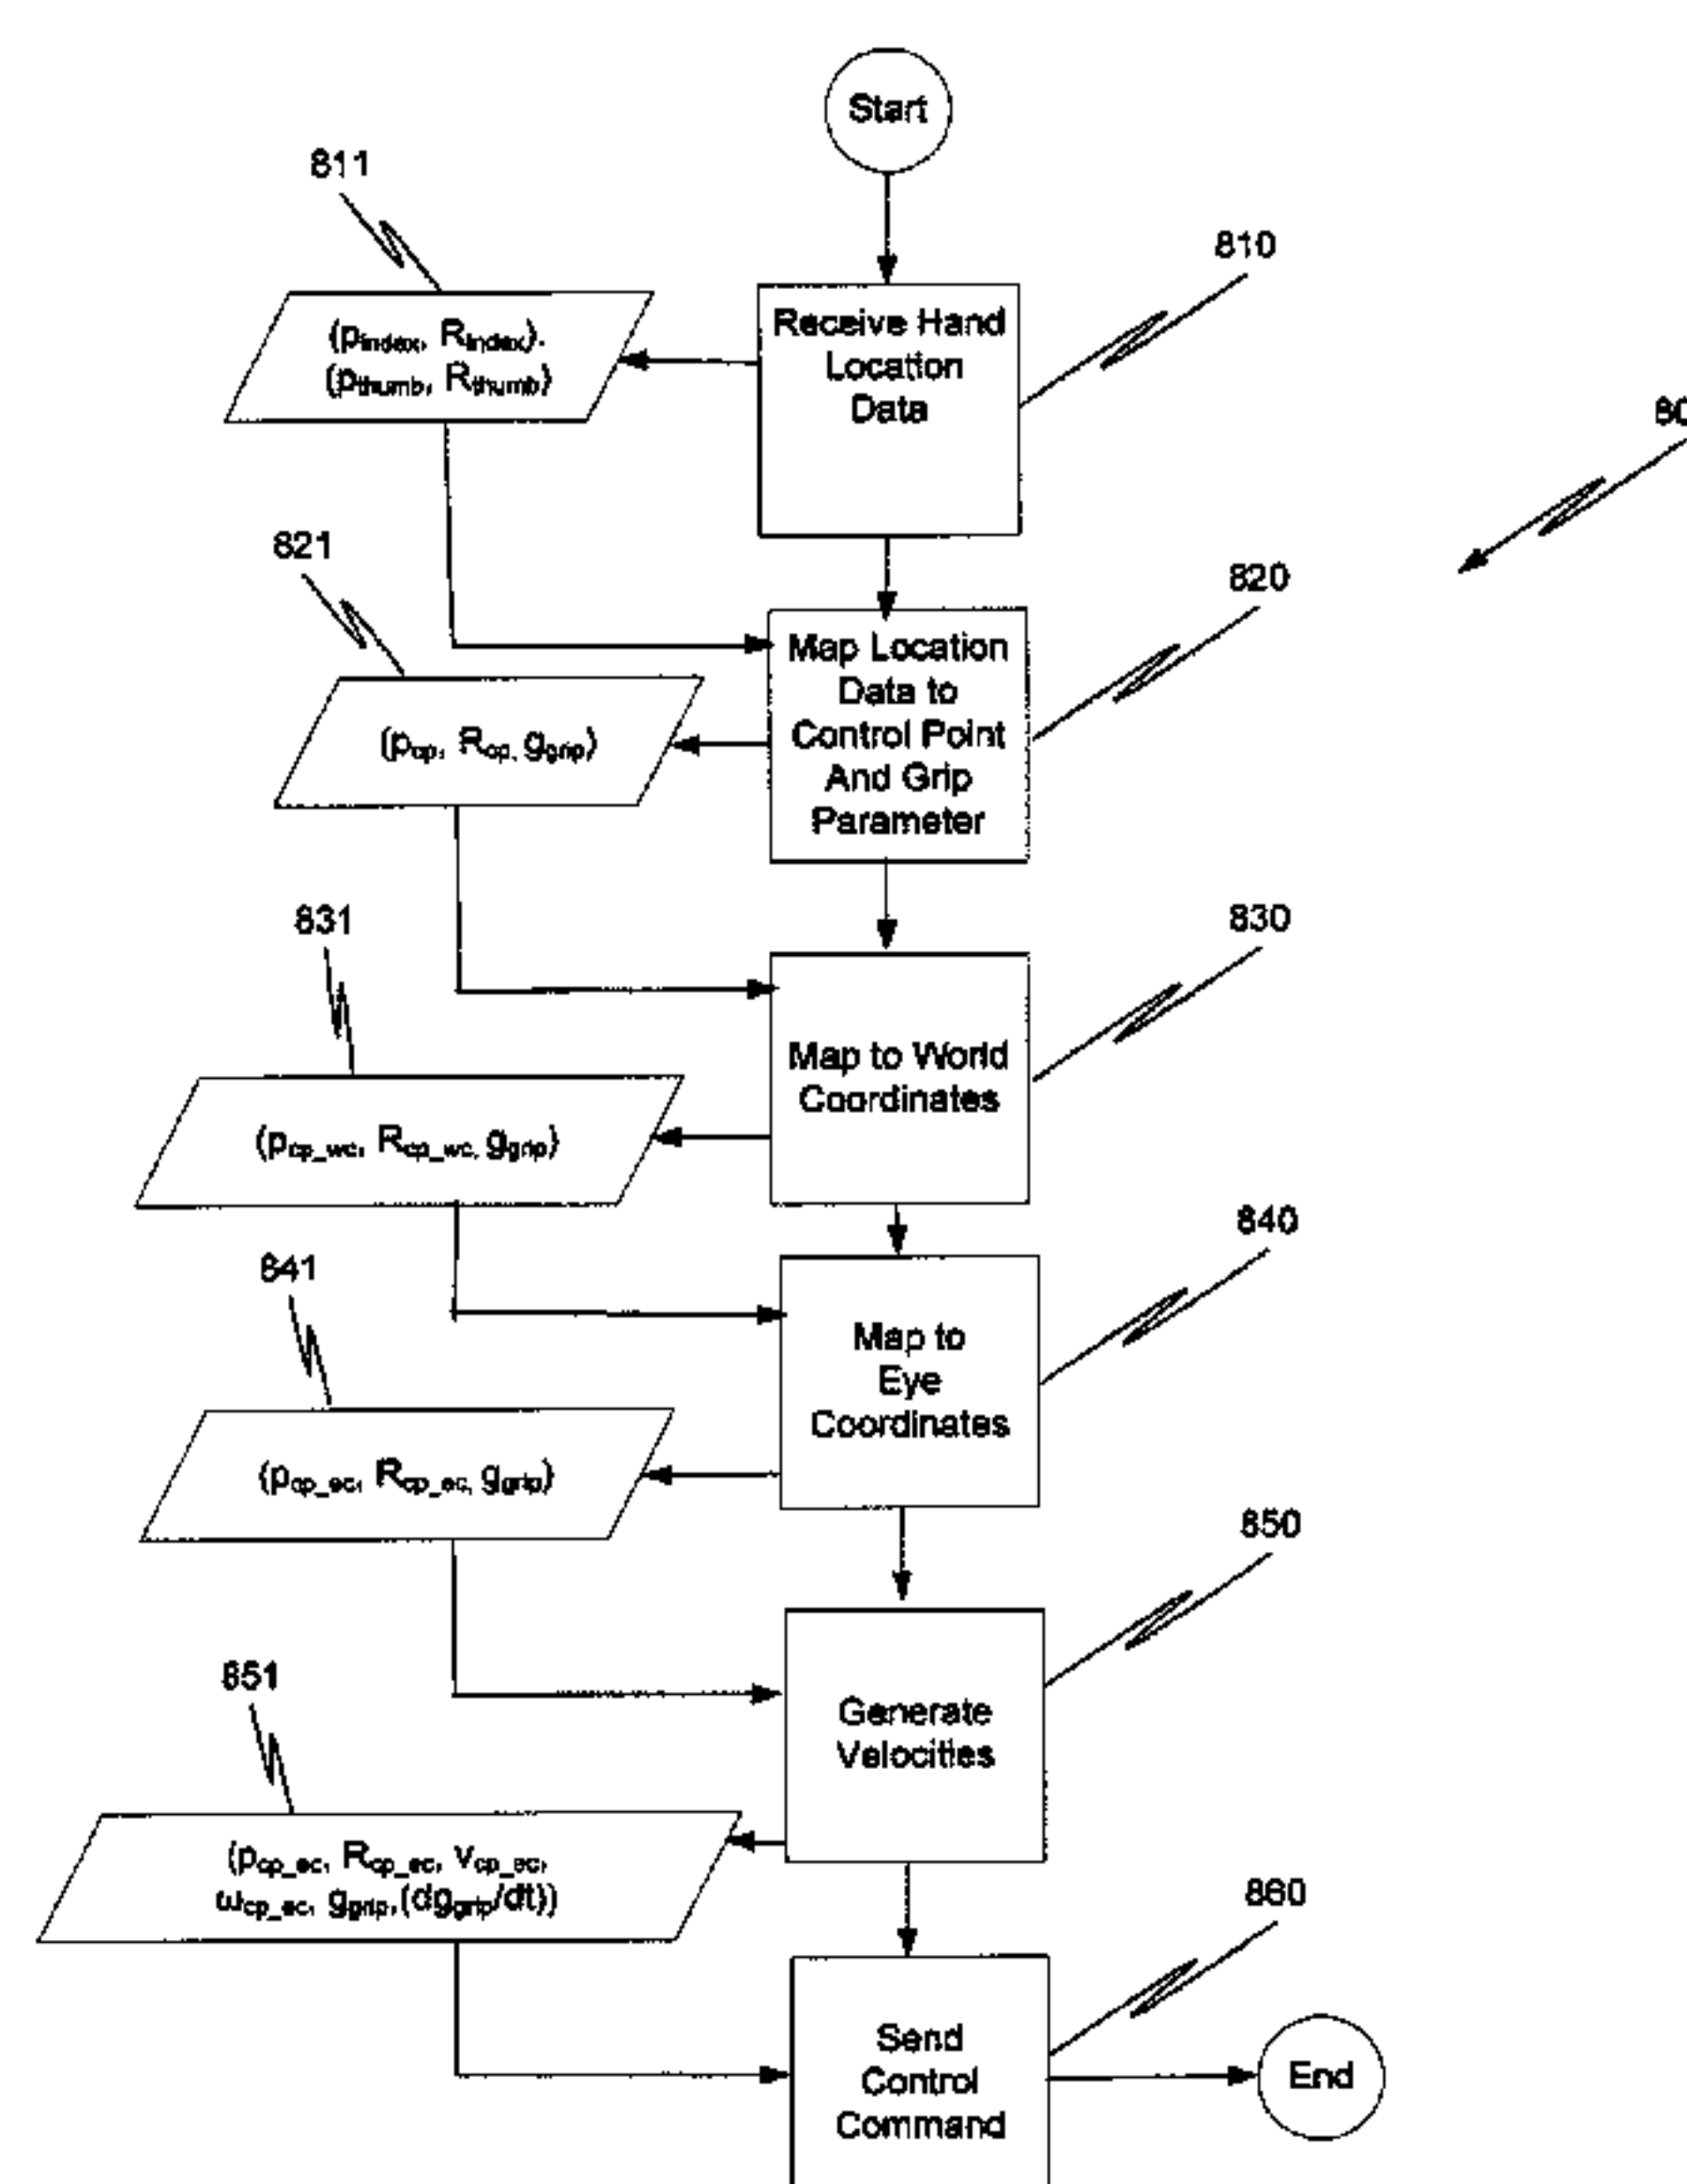 Start
811
810
(pindex, Rindex),
(pthumb, Rthumb)
Receive Hand
Location
Data
80
821
820
Map Location
Data to
Control Point
And Grip
Parameter
(pcp, Rcp, ggrip)
831
830
Map to World
Coordinates
(pcp_wc, Rcp_wc, ggrip)
841
840
Map to
Eye
Coordinates
(pcp_ec, Rcp_ec, ggrip)
850
851
Generate
Velocities
(pcp_ec, Rcp_ec, vcp_ec,
ωcp_ec, ggrip,(dggrip/dt))
860
Send
Control
Command
End